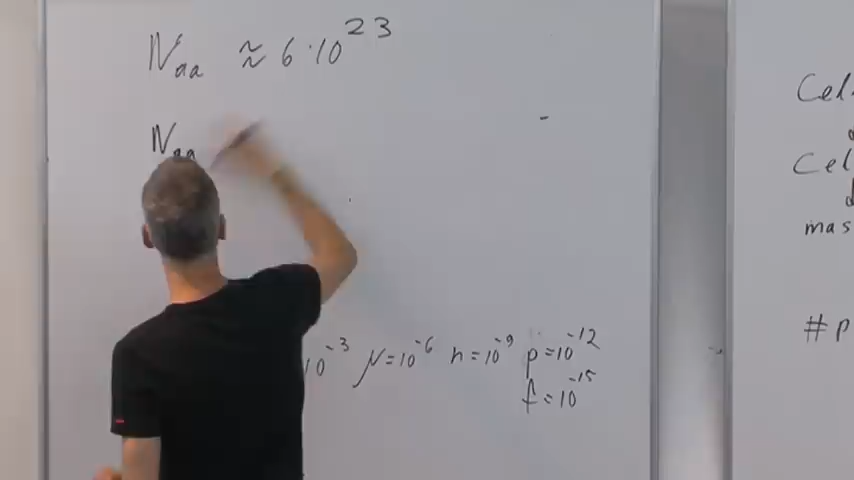 N_aa ≈ 6·10^23
N_aa
10^-3 μ=10^-6 n=10^-9 p=10^-12
f=10^-15
Cel
Cel
d
mas
#p